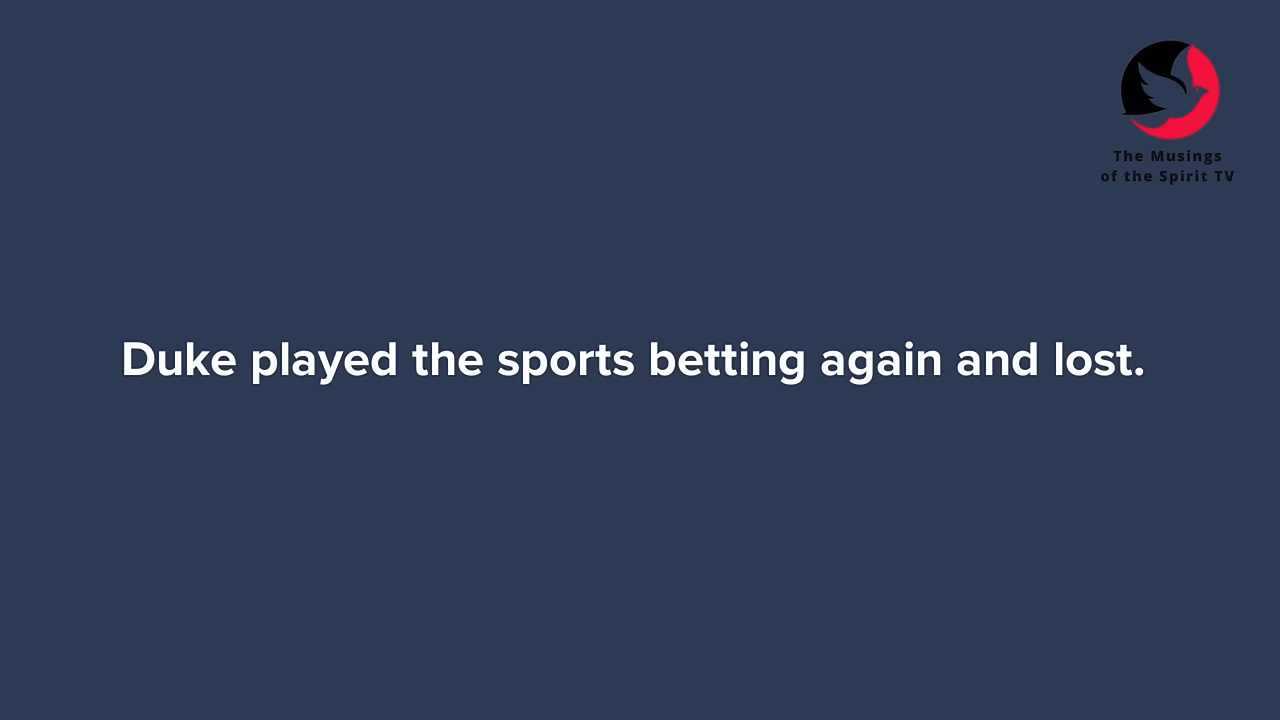 The Musings
of the Spirit TV
Duke played the sports betting again and lost.